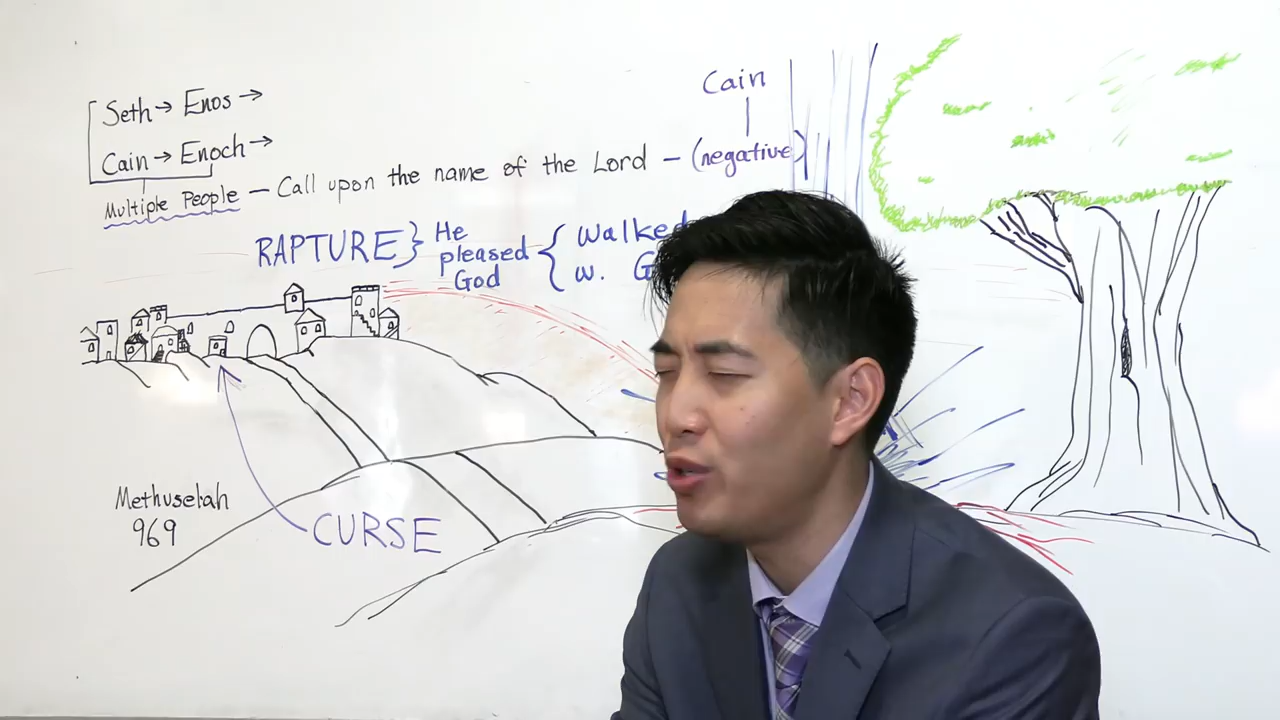 Seth → Enos →
Cain → Enoch →
Multiple People – Call upon the name of the Lord – (negative)
Cain
RAPTURE } He pleased God { Walked
w. G
Methuselah
969
CURSE